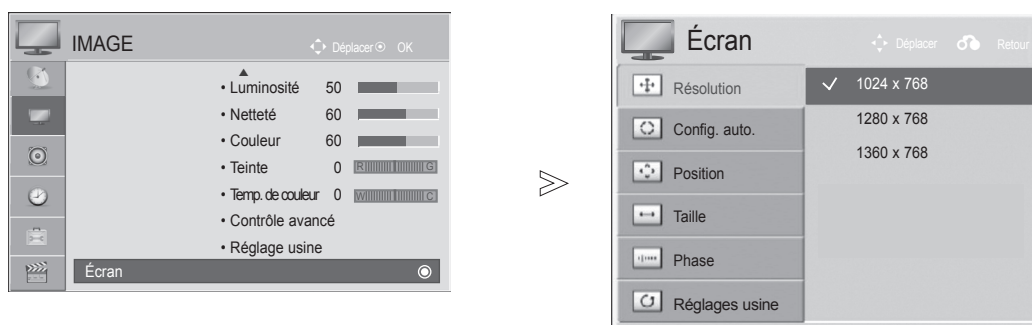 IMAGE
Déplacer OK
• Luminosité 50
• Netteté 60
• Couleur 60
• Teinte 0 R G
• Temp. de couleur 0 W C
• Contrôle avancé
• Réglage usine
Écran
Écran
Déplacer Retour
Résolution
Config. auto.
Position
Taille
Phase
Réglages usine
✓ 1024 x 768
1280 x 768
1360 x 768